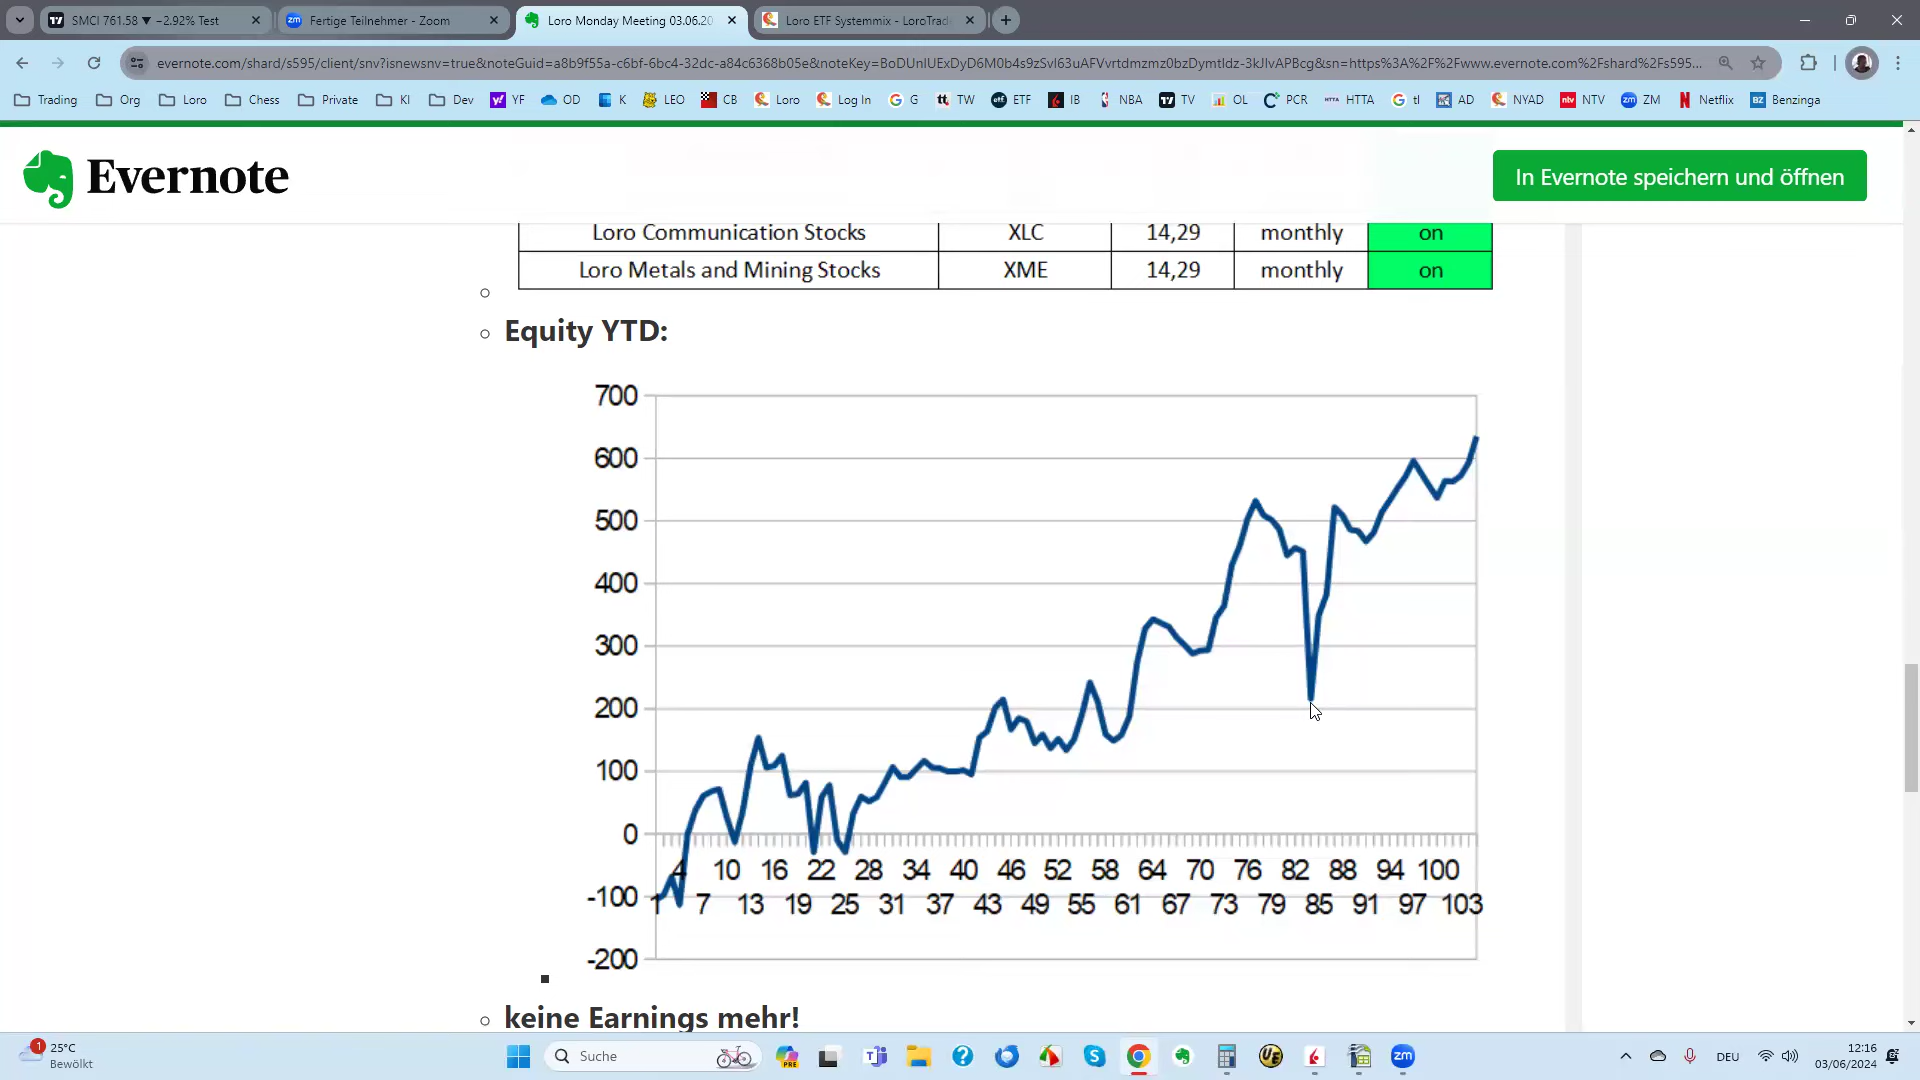 SMCI 761.58 ▼ −2.92% Test
Fertige Teilnehmer - Zoom
Loro Monday Meeting 03.06.20
Loro ETF Systemmix - LoroTrad
evernote.com/shard/s595/client/snv?isnewsnv=true&noteGuid=a8b9f55a-c6bf-6bc4-32dc-a84c6368b05e&noteKey=BoDUnIUExDyD6M0b4s9zSvl63uAFVvrtdmzmz0bzDymtldz-3kJlvAPBcg&sn=https%3A%2F%2Fwww.evernote.com%2Fshard%2Fs595...
Trading Org Loro Chess Private KI Dev YF OD K LEO CB Loro Log In G TW ETF IB NBA TV OL PCR HTTA tl AD NYAD NTV ZM Netflix Benzinga
Evernote
In Evernote speichern und öffnen
Loro Communication Stocks XLC 14,29 monthly on
Loro Metals and Mining Stocks XME 14,29 monthly on
Equity YTD:
700
600
500
400
300
200
100
0
4 10 16 22 28 34 40 46 52 58 64 70 76 82 88 94 100
-100 1 7 13 19 25 31 37 43 49 55 61 67 73 79 85 91 97 103
-200
keine Earnings mehr!
1 25°C
Bewölkt
Suche
PRE
UE
zm
DEU
12:16
03/06/2024